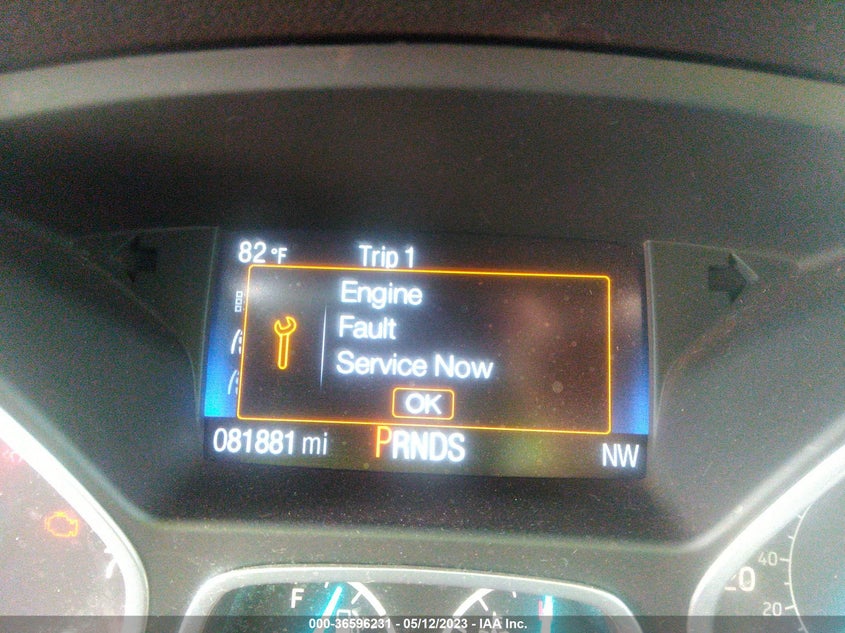 82 °F Trip 1
Engine
Fault
Service Now
OK
081881 mi PRNDS NW
40
20
F
000-36596231 - 05/12/2023 - IAA Inc.